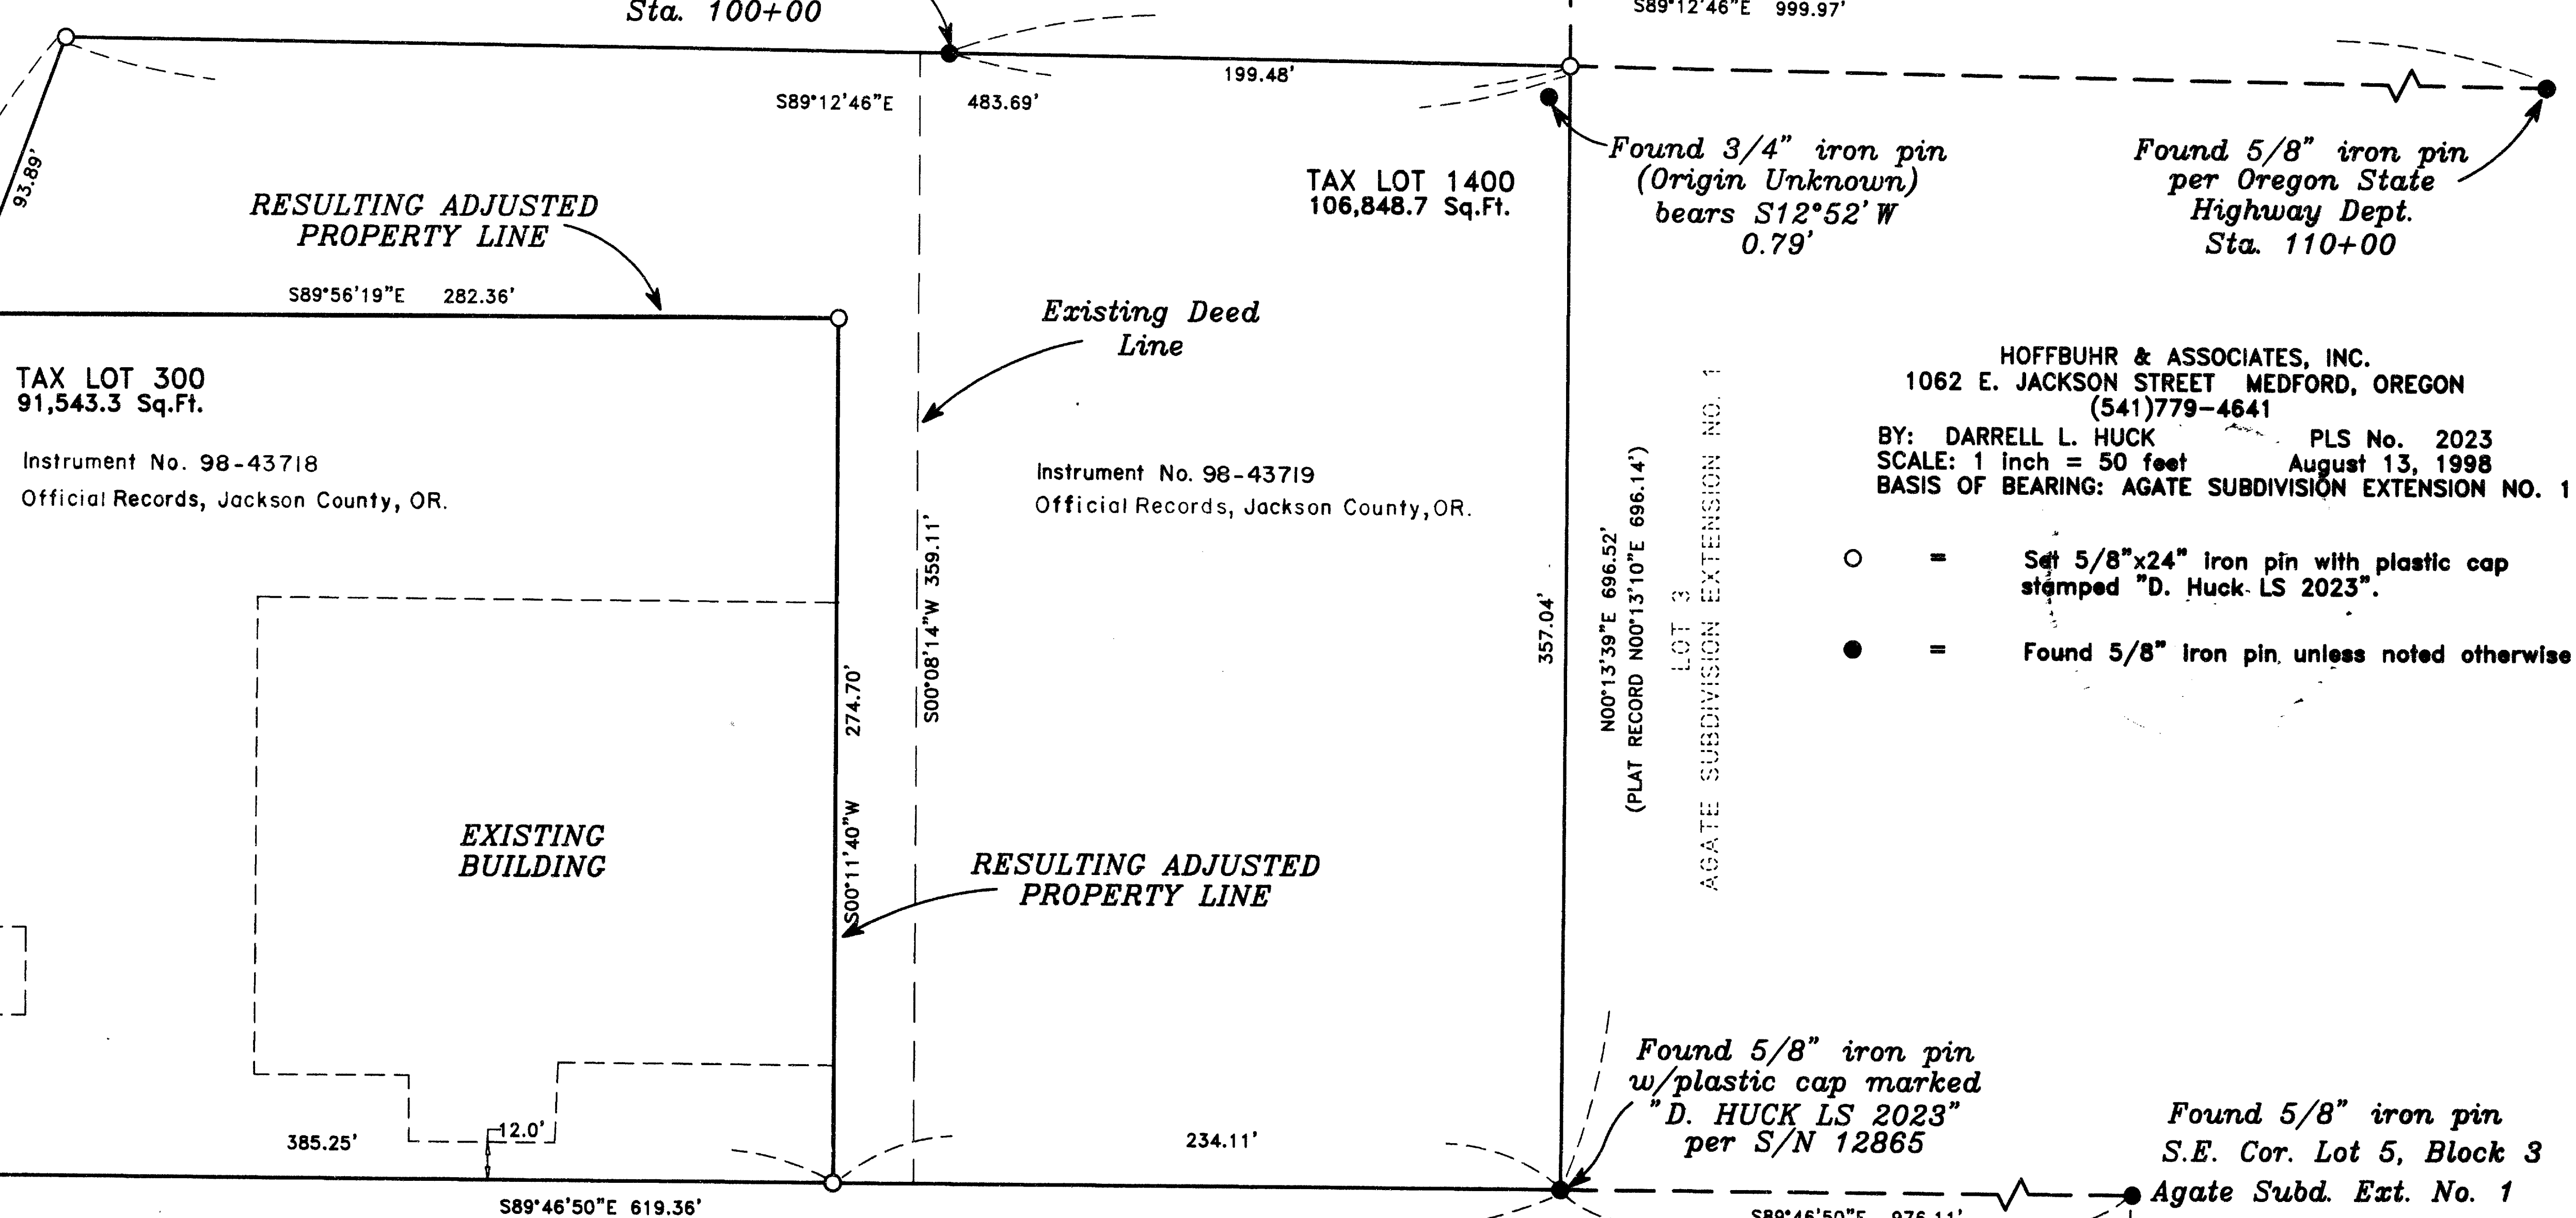 Sta. 100+00
S89°12'46"E 999.97'
199.48'
S89°12'46"E 483.69'
93.89'
RESULTING ADJUSTED
PROPERTY LINE
TAX LOT 1400
106,848.7 Sq.Ft.
Found 3/4" iron pin
(Origin Unknown)
bears S12°52'W
0.79'
Found 5/8" iron pin
per Oregon State
Highway Dept.
Sta. 110+00
S89°56'19"E 282.36'
Existing Deed
Line
TAX LOT 300
91,543.3 Sq.Ft.
Instrument No. 98-43718
Official Records, Jackson County, OR.
Instrument No. 98-43719
Official Records, Jackson County, OR.
HOFFBUHR & ASSOCIATES, INC.
1062 E. JACKSON STREET MEDFORD, OREGON
(541)779-4641
BY: DARRELL L. HUCK PLS No. 2023
SCALE: 1 inch = 50 feet August 13, 1998
BASIS OF BEARING: AGATE SUBDIVISION EXTENSION NO. 1
= Set 5/8"x24" iron pin with plastic cap
stamped "D. Huck LS 2023".
= Found 5/8" iron pin unless noted otherwise
S00°08'14"W 359.11'
S00°11'40"W 274.70'
357.04'
N00°13'39"E 696.52'
(PLAT RECORD N00°13'10"E 696.14')
LOT 3
AGATE SUBDIVISION EXTENSION NO. 1
EXISTING
BUILDING
RESULTING ADJUSTED
PROPERTY LINE
12.0'
385.25'
234.11'
Found 5/8" iron pin
w/plastic cap marked
"D. HUCK LS 2023"
per S/N 12865
Found 5/8" iron pin
S.E. Cor. Lot 5, Block 3
Agate Subd. Ext. No. 1
S89°46'50"E 619.36'
S89°46'50"E 976.11'